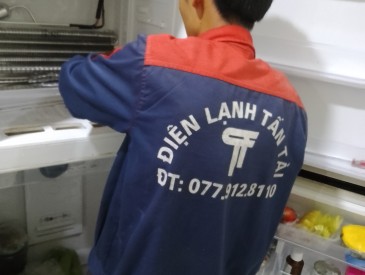 ĐIỆN LẠNH TẤN TÀI
ĐT: 077.912.8110